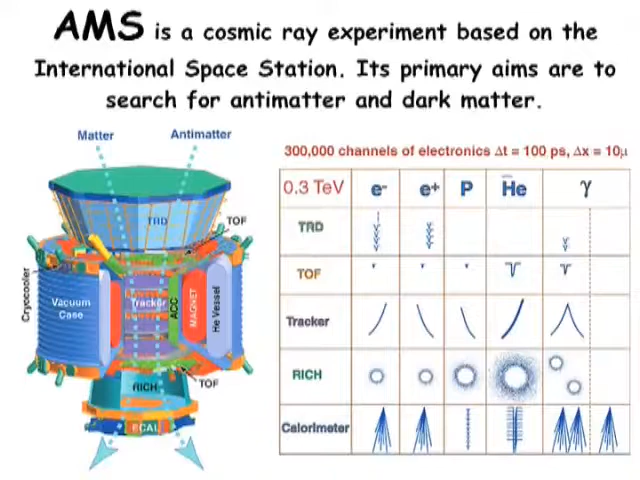 AMS is a cosmic ray experiment based on the
International Space Station. Its primary aims are to
search for antimatter and dark matter.
Matter
Antimatter
TRD
TOF
Cryocooler
Vacuum
Case
Tracker
ACC
MAGNET
He Vessel
RICH
TOF
ECAL
300,000 channels of electronics Δt = 100 ps, Δx = 10μ
0.3 TeV e⁻ e⁺ P H̅e γ
TRD
TOF
Tracker
RICH
Calorimeter